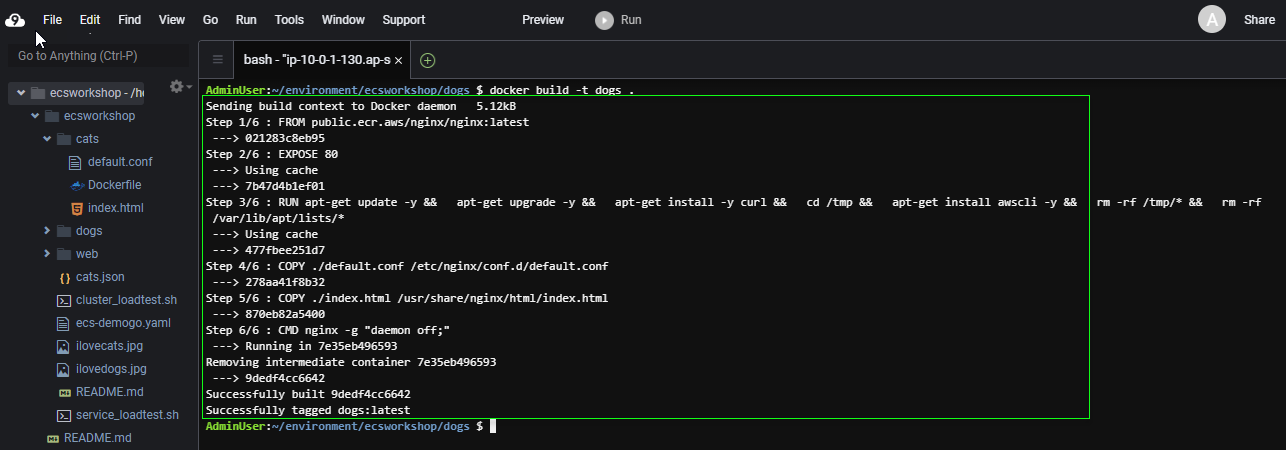 File Edit Find View Go Run Tools Window Support Preview Run A Share
Go to Anything (Ctrl-P)
bash - "ip-10-0-1-130.ap-s ×
ecsworkshop - /he
ecsworkshop
cats
default.conf
Dockerfile
index.html
dogs
web
cats.json
cluster_loadtest.sh
ecs-demogo.yaml
ilovecats.jpg
ilovedogs.jpg
README.md
service_loadtest.sh
README.md
AdminUser:~/environment/ecsworkshop/dogs $ docker build -t dogs .
Sending build context to Docker daemon 5.12kB
Step 1/6 : FROM public.ecr.aws/nginx/nginx:latest
---> 021283c8eb95
Step 2/6 : EXPOSE 80
---> Using cache
---> 7b47d4b1ef01
Step 3/6 : RUN apt-get update -y && apt-get upgrade -y && apt-get install -y curl && cd /tmp && apt-get install awscli -y && rm -rf /tmp/* && rm -rf
/var/lib/apt/lists/*
---> Using cache
---> 477fbee251d7
Step 4/6 : COPY ./default.conf /etc/nginx/conf.d/default.conf
---> 278aa41f8b32
Step 5/6 : COPY ./index.html /usr/share/nginx/html/index.html
---> 870eb82a5400
Step 6/6 : CMD nginx -g "daemon off;"
---> Running in 7e35eb496593
Removing intermediate container 7e35eb496593
---> 9dedf4cc6642
Successfully built 9dedf4cc6642
Successfully tagged dogs:latest
AdminUser:~/environment/ecsworkshop/dogs $